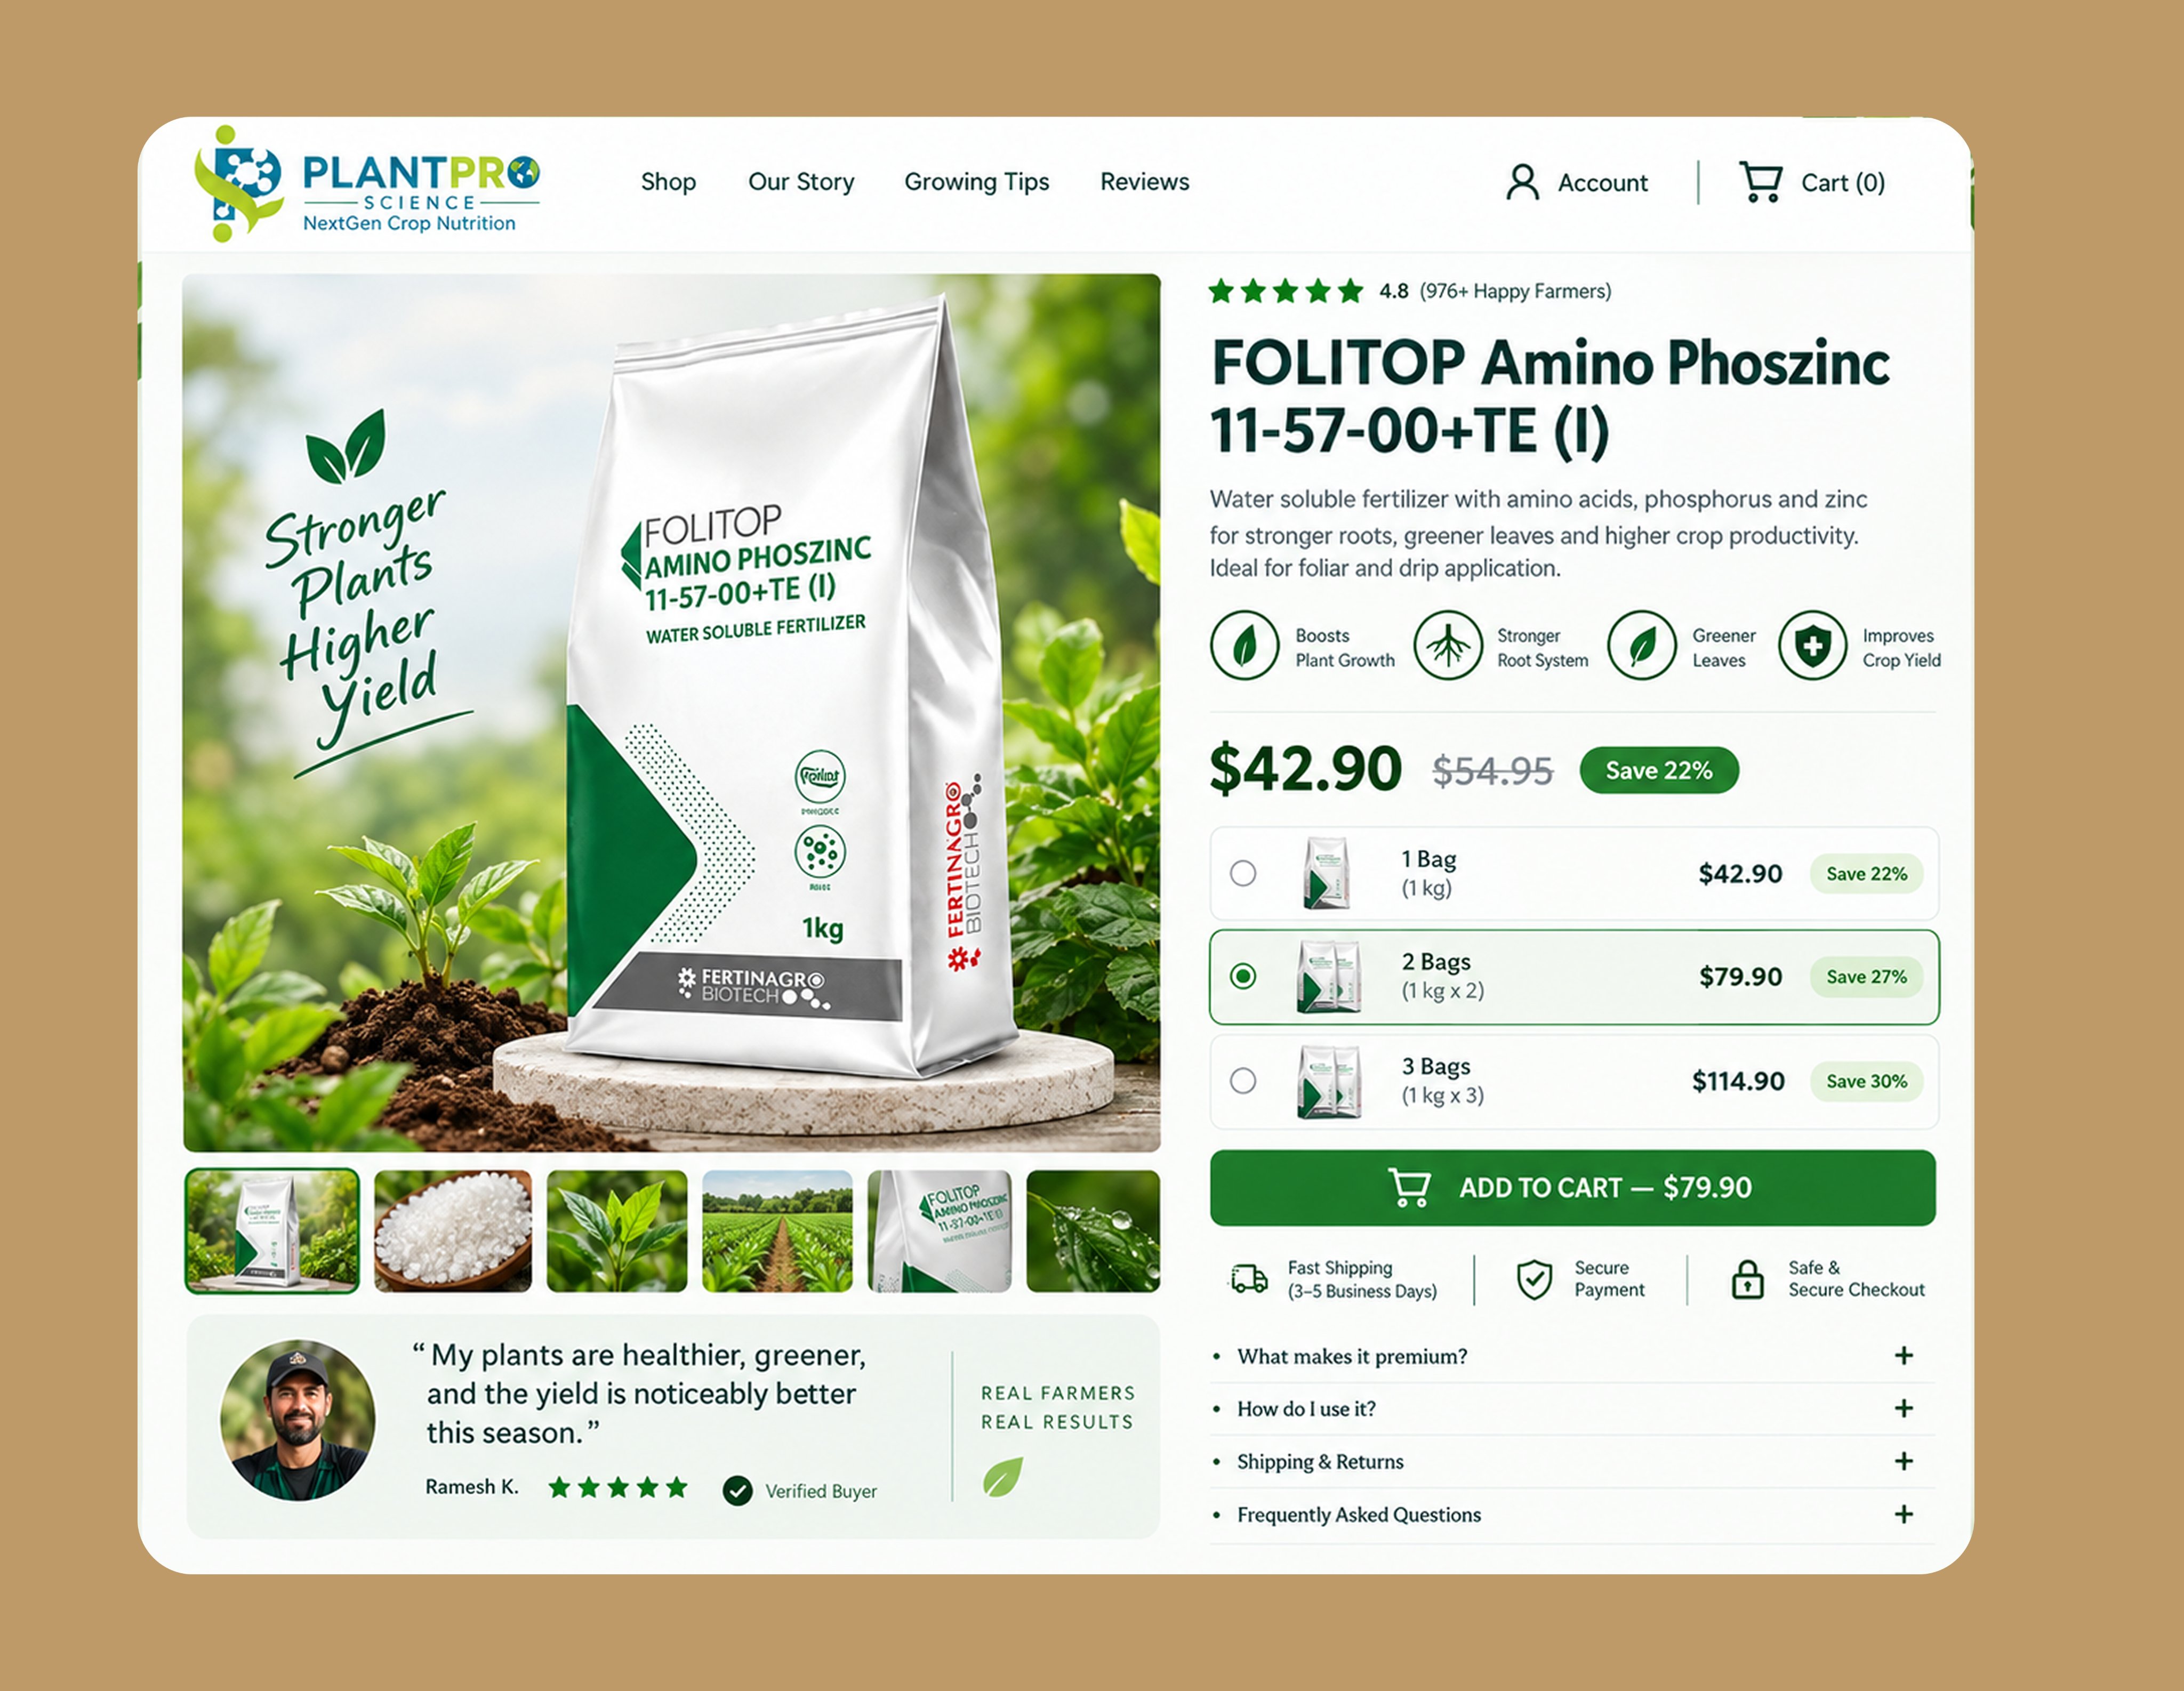 PLANTPRO
SCIENCE
NextGen Crop Nutrition
Shop
Our Story
Growing Tips
Reviews
Account
Cart (0)
Stronger
Plants
Higher
Yield
FOLITOP
AMINO PHOSZINC
11-57-00+TE (I)
WATER SOLUBLE FERTILIZER
1kg
FERTINAGRO
BIOTECH
FERTINAGRO
BIOTECH
FOLITOP
AMINO PHOSZINC
“ My plants are healthier, greener,
and the yield is noticeably better
this season. ”
Ramesh K.
Verified Buyer
REAL FARMERS
REAL RESULTS
4.8 (976+ Happy Farmers)
FOLITOP Amino Phoszinc
11-57-00+TE (I)
Water soluble fertilizer with amino acids, phosphorus and zinc
for stronger roots, greener leaves and higher crop productivity.
Ideal for foliar and drip application.
Boosts
Plant Growth
Stronger
Root System
Greener
Leaves
Improves
Crop Yield
$42.90 $54.95 Save 22%
1 Bag
(1 kg)
$42.90
Save 22%
2 Bags
(1 kg x 2)
$79.90
Save 27%
3 Bags
(1 kg x 3)
$114.90
Save 30%
ADD TO CART — $79.90
Fast Shipping
(3–5 Business Days)
Secure
Payment
Safe &
Secure Checkout
• What makes it premium? +
• How do I use it? +
• Shipping & Returns +
• Frequently Asked Questions +